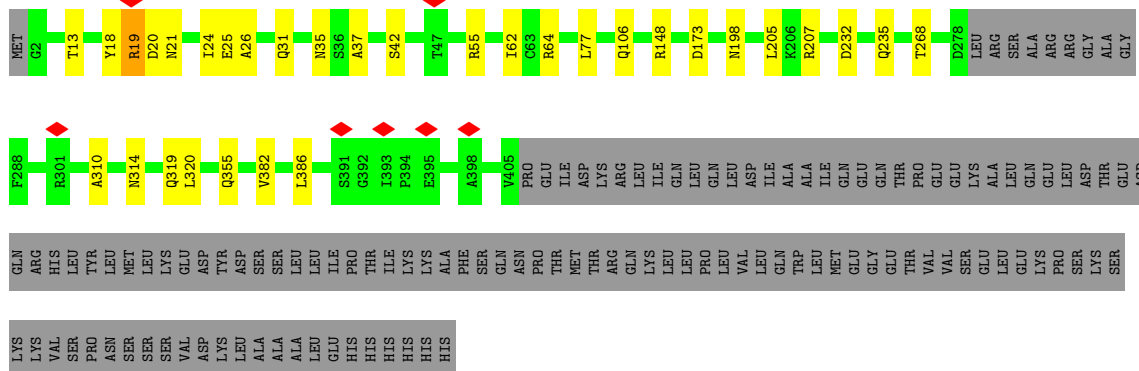 MET G2 T13 Y18 R19 D20 N21 I24 E25 A26 Q31 N35 S36 A37 S42 T47 R55 I62 C63 R64 L77 Q106 R148 D173 N198 L205 K206 R207 D232 Q235 T268 D278 LEU ARG SER ALA ARG ARG GLY ALA GLY
F288 R301 A310 N314 Q319 L320 Q355 V382 L386 S391 G392 I393 P394 E395 A398 V405 PRO GLU ILE ASP LYS ARG LEU ILE GLN LEU GLN LEU ASP ILE ALA ALA ILE GLN GLU GLN THR PRO GLU GLU LYS ALA LEU GLN GLU LEU ASP THR GLU ASP
GLN ARG HIS LEU TYR LEU MET LEU LYS GLU ASP TYR ASP SER SER LEU LEU ILE PRO THR ILE LYS LYS ALA PHE SER GLN ASN PRO THR MET THR ARG GLN LYS LEU LEU PRO LEU VAL LEU GLN TRP LEU MET GLU GLY GLU THR VAL VAL SER GLU LEU GLU LYS PRO SER LYS SER
LYS LYS VAL SER PRO ASN SER SER SER VAL ASP LYS LEU ALA ALA ALA LEU GLU HIS HIS HIS HIS HIS HIS